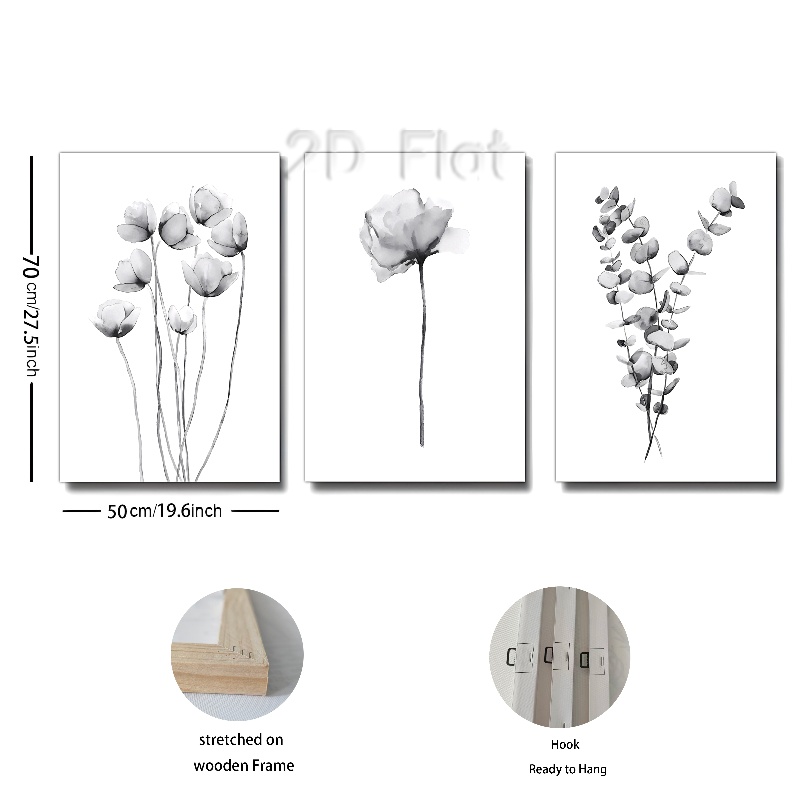 2D Flat
70 cm/27.5inch
50cm/19.6inch
stretched on
wooden Frame
Hook
Ready to Hang